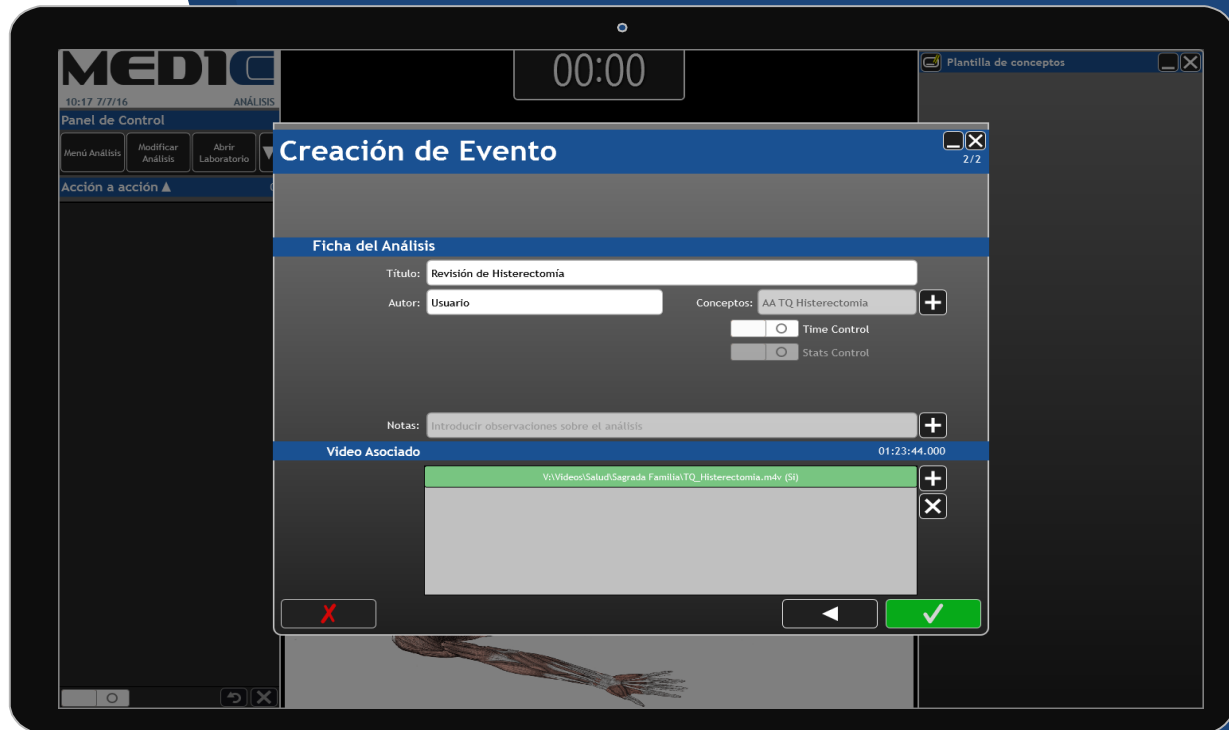 MED1C
00:00
Plantilla de conceptos
10:17 7/7/16 ANÁLISIS
Panel de Control
Menú Análisis
Modificar
Análisis
Abrir
Laboratorio
Acción a acción
Creación de Evento
2/2
Ficha del Análisis
Título: Revisión de Histerectomía
Autor: Usuario
Conceptos: AA TQ Histerectomia
Time Control
Stats Control
Notas: Introducir observaciones sobre el análisis
Video Asociado 01:23:44.000
V:\Videos\Salud\Sagrada Familia\TQ_Histerectomía.m4v (Si)